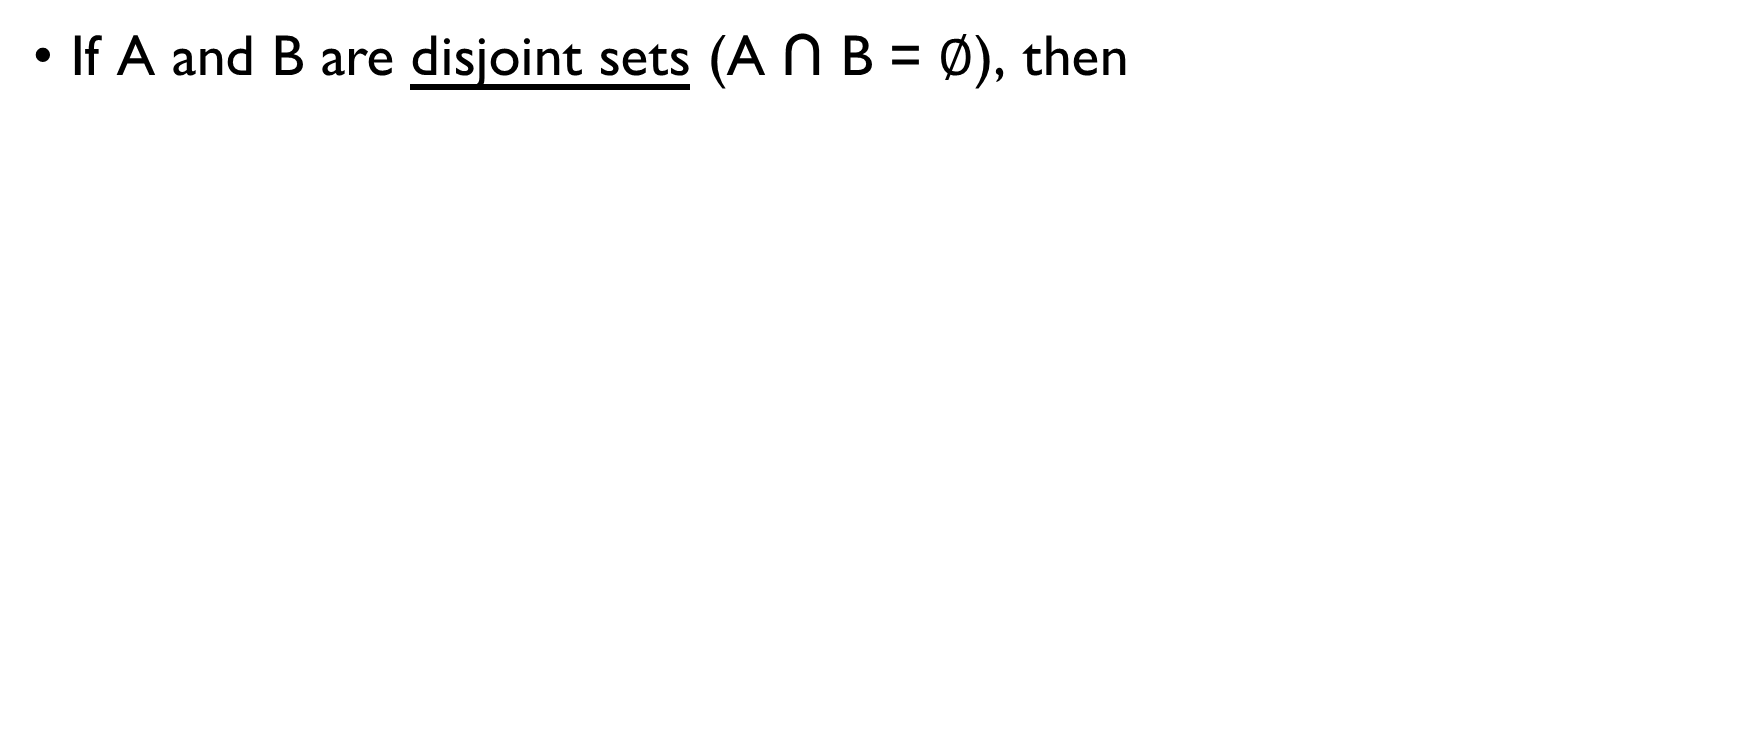 • If A and B are disjoint sets (A ∩ B = ∅), then